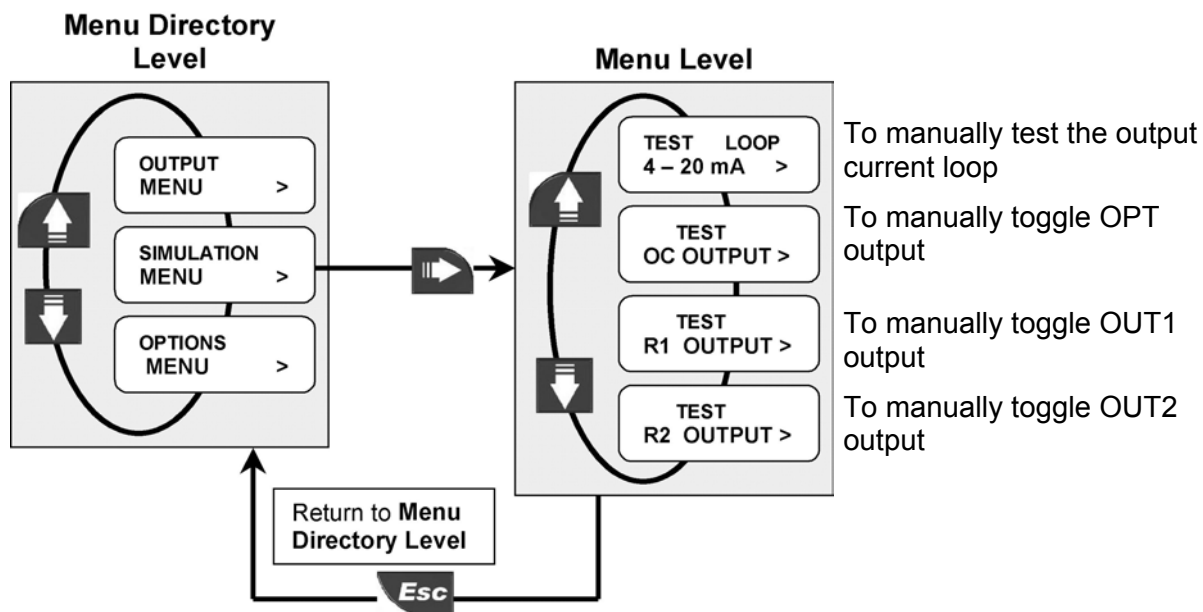 Menu Directory
Level
OUTPUT
MENU >
SIMULATION
MENU >
OPTIONS
MENU >
Menu Level
TEST LOOP
4 – 20 mA >
To manually test the output
current loop
TEST
OC OUTPUT >
To manually toggle OPT
output
TEST
R1 OUTPUT >
To manually toggle OUT1
output
TEST
R2 OUTPUT >
To manually toggle OUT2
output
Return to Menu
Directory Level
Esc